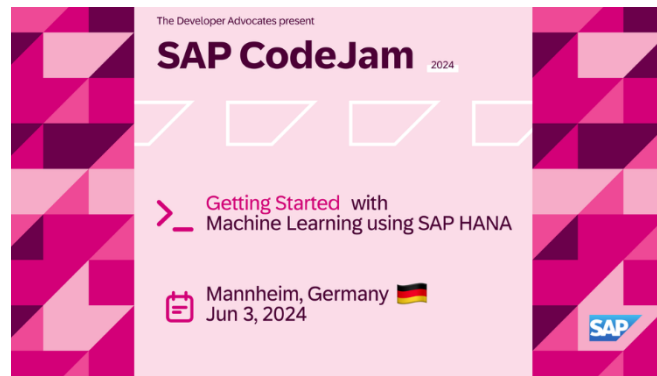 The Developer Advocates present
SAP CodeJam 2024
>_ Getting Started with
Machine Learning using SAP HANA
Mannheim, Germany 🇩🇪
Jun 3, 2024
SAP